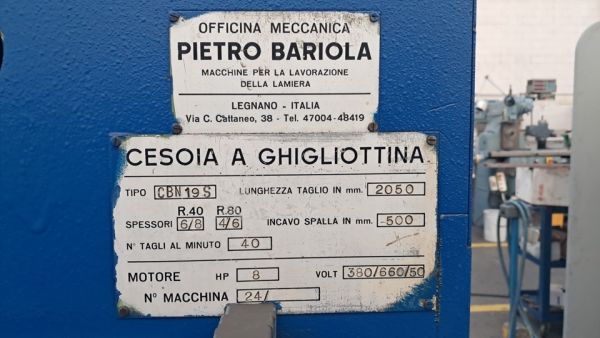 OFFICINA MECCANICA
PIETRO BARIOLA
MACCHINE PER LA LAVORAZIONE
DELLA LAMIERA
LEGNANO - ITALIA
Via C. Cattaneo, 38 - Tel. 47004-48419
CESOIA A GHIGLIOTTINA
TIPO CBN19S LUNGHEZZA TAGLIO IN mm. 2050
R.40 R.80
SPESSORI 6/8 4/6 INCAVO SPALLA IN mm. 500
N° TAGLI AL MINUTO 40
MOTORE HP 8 VOLT 380/660/50
N° MACCHINA 24/